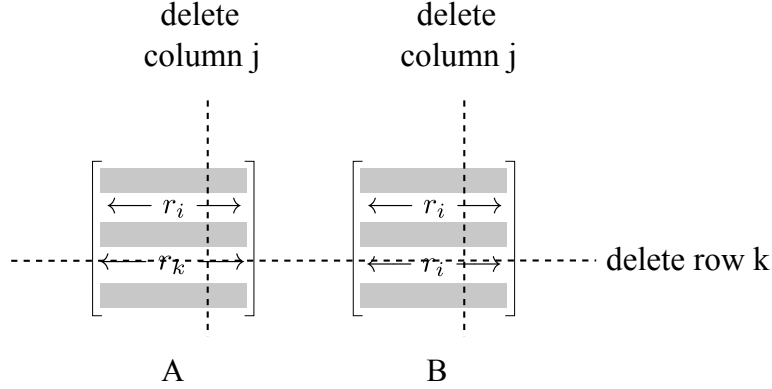 delete
column j
delete
column j
r_i
r_i
r_k
r_i
delete row k
A
B